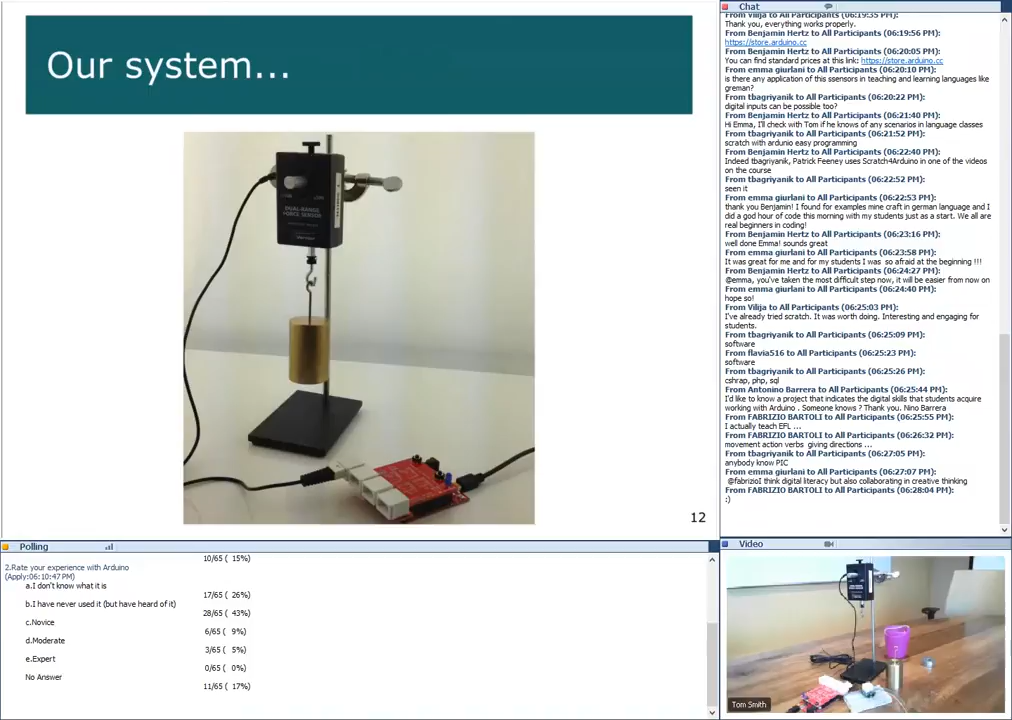 Our system...
DUAL-RANGE
FORCE SENSOR
12
Chat
From Vilija to All Participants (06:19:35 PM):
Thank you, everything works properly.
From Benjamin Hertz to All Participants (06:19:56 PM):
https://store.arduino.cc
From Benjamin Hertz to All Participants (06:20:05 PM):
You can find standard prices at this link: https://store.arduino.cc
From emma giurlani to All Participants (06:20:10 PM):
is there any application of this ssensors in teaching and learning languages like
greman?
From tbagriyanik to All Participants (06:20:22 PM):
digital inputs can be possible too?
From Benjamin Hertz to All Participants (06:21:40 PM):
Hi Emma, I'll check with Tom if he knows of any scenarios in language classes
From tbagriyanik to All Participants (06:21:52 PM):
scratch with ardunio easy programming
From Benjamin Hertz to All Participants (06:22:40 PM):
Indeed tbagriyanik, Patrick Feeney uses Scratch4Arduino in one of the videos
on the course
From tbagriyanik to All Participants (06:22:52 PM):
seen it
From emma giurlani to All Participants (06:22:53 PM):
thank you Benjamin! I found for examples mine craft in german language and I
did a god hour of code this morning with my students just as a start. We all are
real beginners in coding!
From Benjamin Hertz to All Participants (06:23:16 PM):
well done Emma! sounds great
From emma giurlani to All Participants (06:23:58 PM):
It was great for me and for my students I was so afraid at the beginning !!!
From Benjamin Hertz to All Participants (06:24:27 PM):
@emma, you've taken the most difficult step now, it will be easier from now on
From emma giurlani to All Participants (06:24:40 PM):
hope so!
From Vilija to All Participants (06:25:03 PM):
I've already tried scratch. It was worth doing. Interesting and engaging for
students.
From tbagriyanik to All Participants (06:25:09 PM):
software
From flavia516 to All Participants (06:25:23 PM):
software
From tbagriyanik to All Participants (06:25:26 PM):
cshrap, php, sql
From Antonino Barrera to All Participants (06:25:44 PM):
I'd like to know a project that indicates the digital skills that students acquire
working with Arduino . Someone knows ? Thank you. Nino Barrera
From FABRIZIO BARTOLI to All Participants (06:25:55 PM):
I actually teach EFL ...
From FABRIZIO BARTOLI to All Participants (06:26:32 PM):
movement action verbs giving directions ...
From tbagriyanik to All Participants (06:27:05 PM):
anybody know PIC
From emma giurlani to All Participants (06:27:07 PM):
@fabrizioI think digital literacy but also collaborating in creative thinking
From FABRIZIO BARTOLI to All Participants (06:28:04 PM):
:)
Polling
10/65 ( 15%)
2.Rate your experience with Arduino
(Apply:06:10:47 PM)
a.I don't know what it is
17/65 ( 26%)
b.I have never used it (but have heard of it)
28/65 ( 43%)
c.Novice
6/65 ( 9%)
d.Moderate
3/65 ( 5%)
e.Expert
0/65 ( 0%)
No Answer
11/65 ( 17%)
Video
Tom Smith